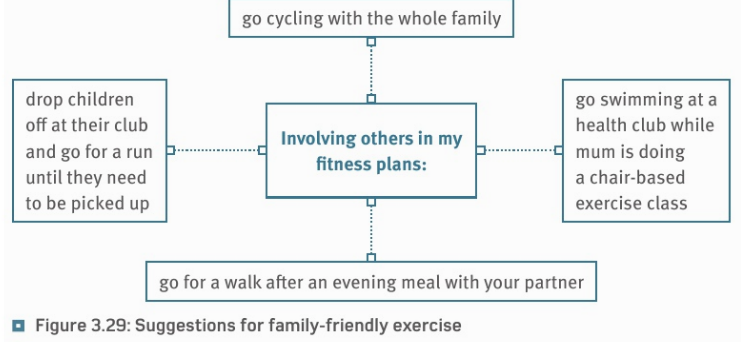 go cycling with the whole family
drop children
off at their club
and go for a run
until they need
to be picked up
Involving others in my
fitness plans:
go swimming at a
health club while
mum is doing
a chair-based
exercise class
go for a walk after an evening meal with your partner
Figure 3.29: Suggestions for family-friendly exercise